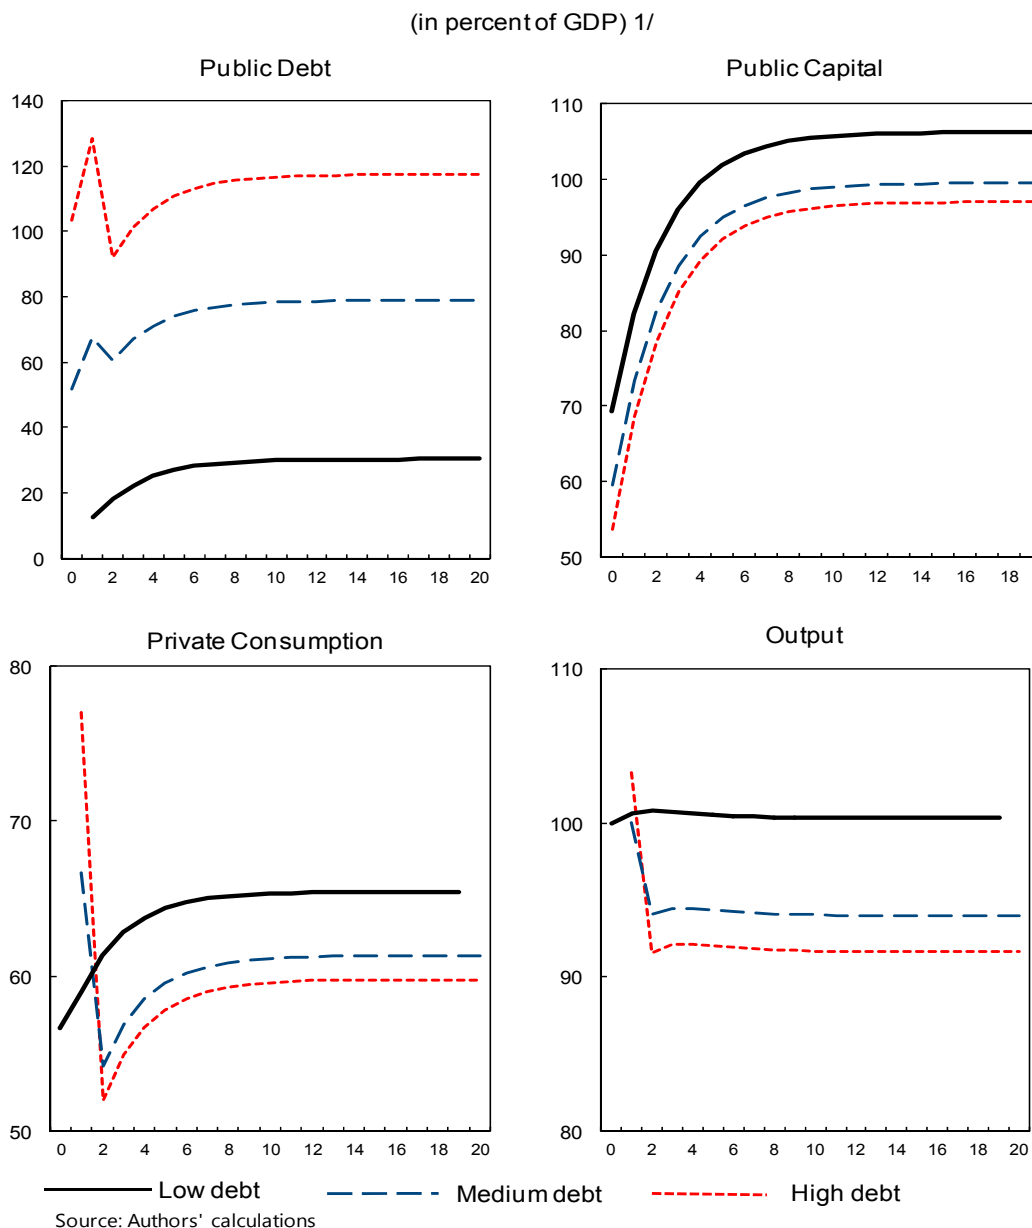 (in percent of GDP) 1/
Public Debt
140
120
100
80
60
40
20
0
0 2 4 6 8 10 12 14 16 18 20
Public Capital
110
100
90
80
70
60
50
0 2 4 6 8 10 12 14 16 18
Private Consumption
80
70
60
50
0 2 4 6 8 10 12 14 16 18 20
Output
110
100
90
80
0 2 4 6 8 10 12 14 16 18 20
Low debt Medium debt High debt
Source: Authors' calculations